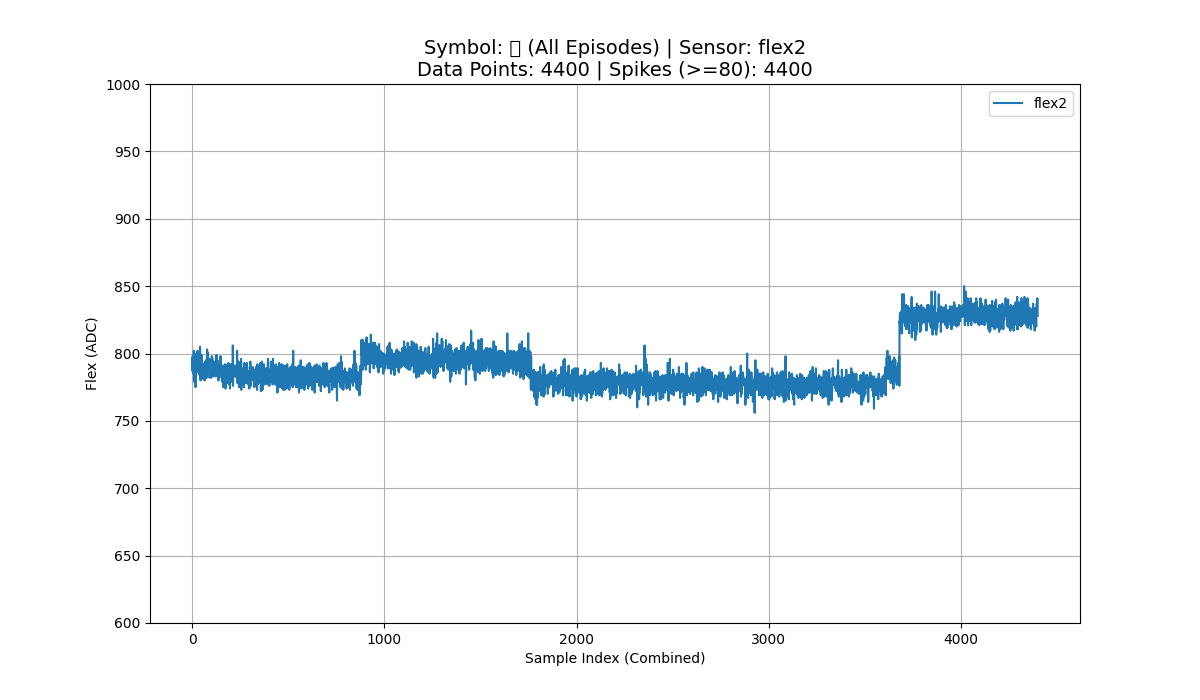 Symbol: (All Episodes) | Sensor: flex2
Data Points: 4400 | Spikes (>=80): 4400
flex2
Flex (ADC)
1000
950
900
850
800
750
700
650
600
0 1000 2000 3000 4000
Sample Index (Combined)